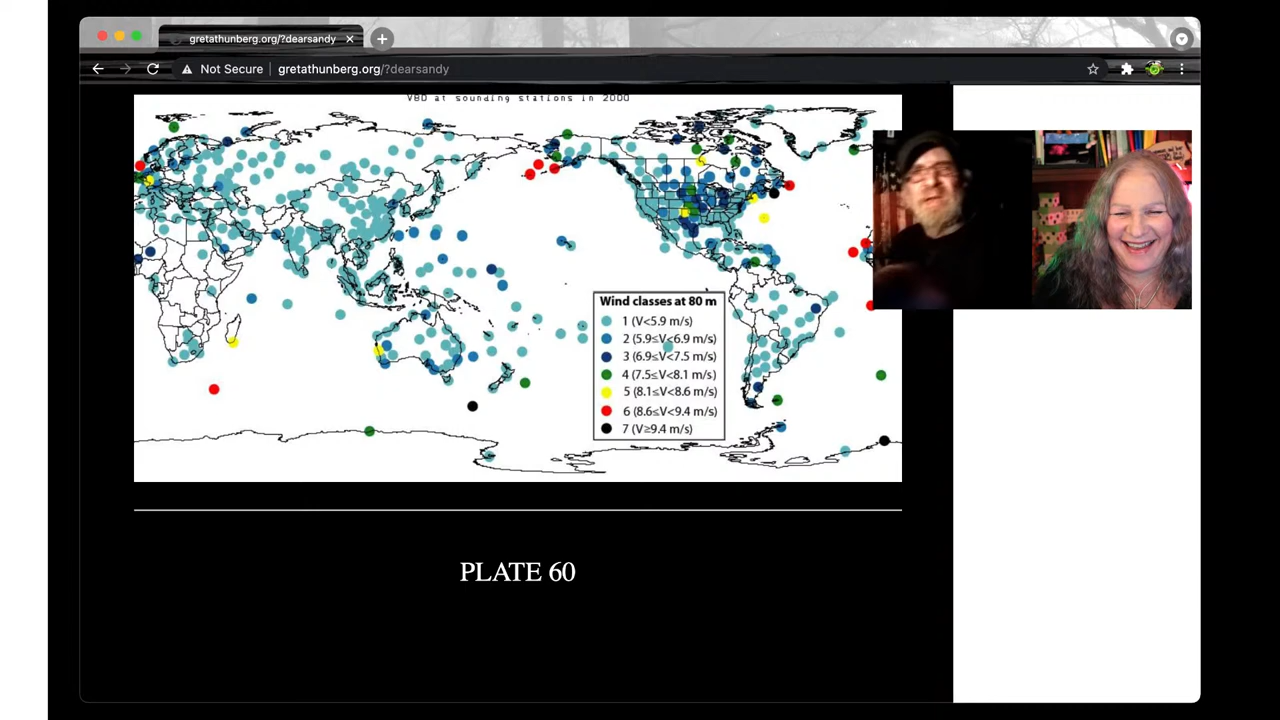 gretathunberg.org/?dearsandy
Not Secure gretathunberg.org/?dearsandy
V80 at sounding stations in 2000
Wind classes at 80 m
1 (V<5.9 m/s)
2 (5.9≤V<6.9 m/s)
3 (6.9≤V<7.5 m/s)
4 (7.5≤V<8.1 m/s)
5 (8.1≤V<8.6 m/s)
6 (8.6≤V<9.4 m/s)
7 (V≥9.4 m/s)
PLATE 60